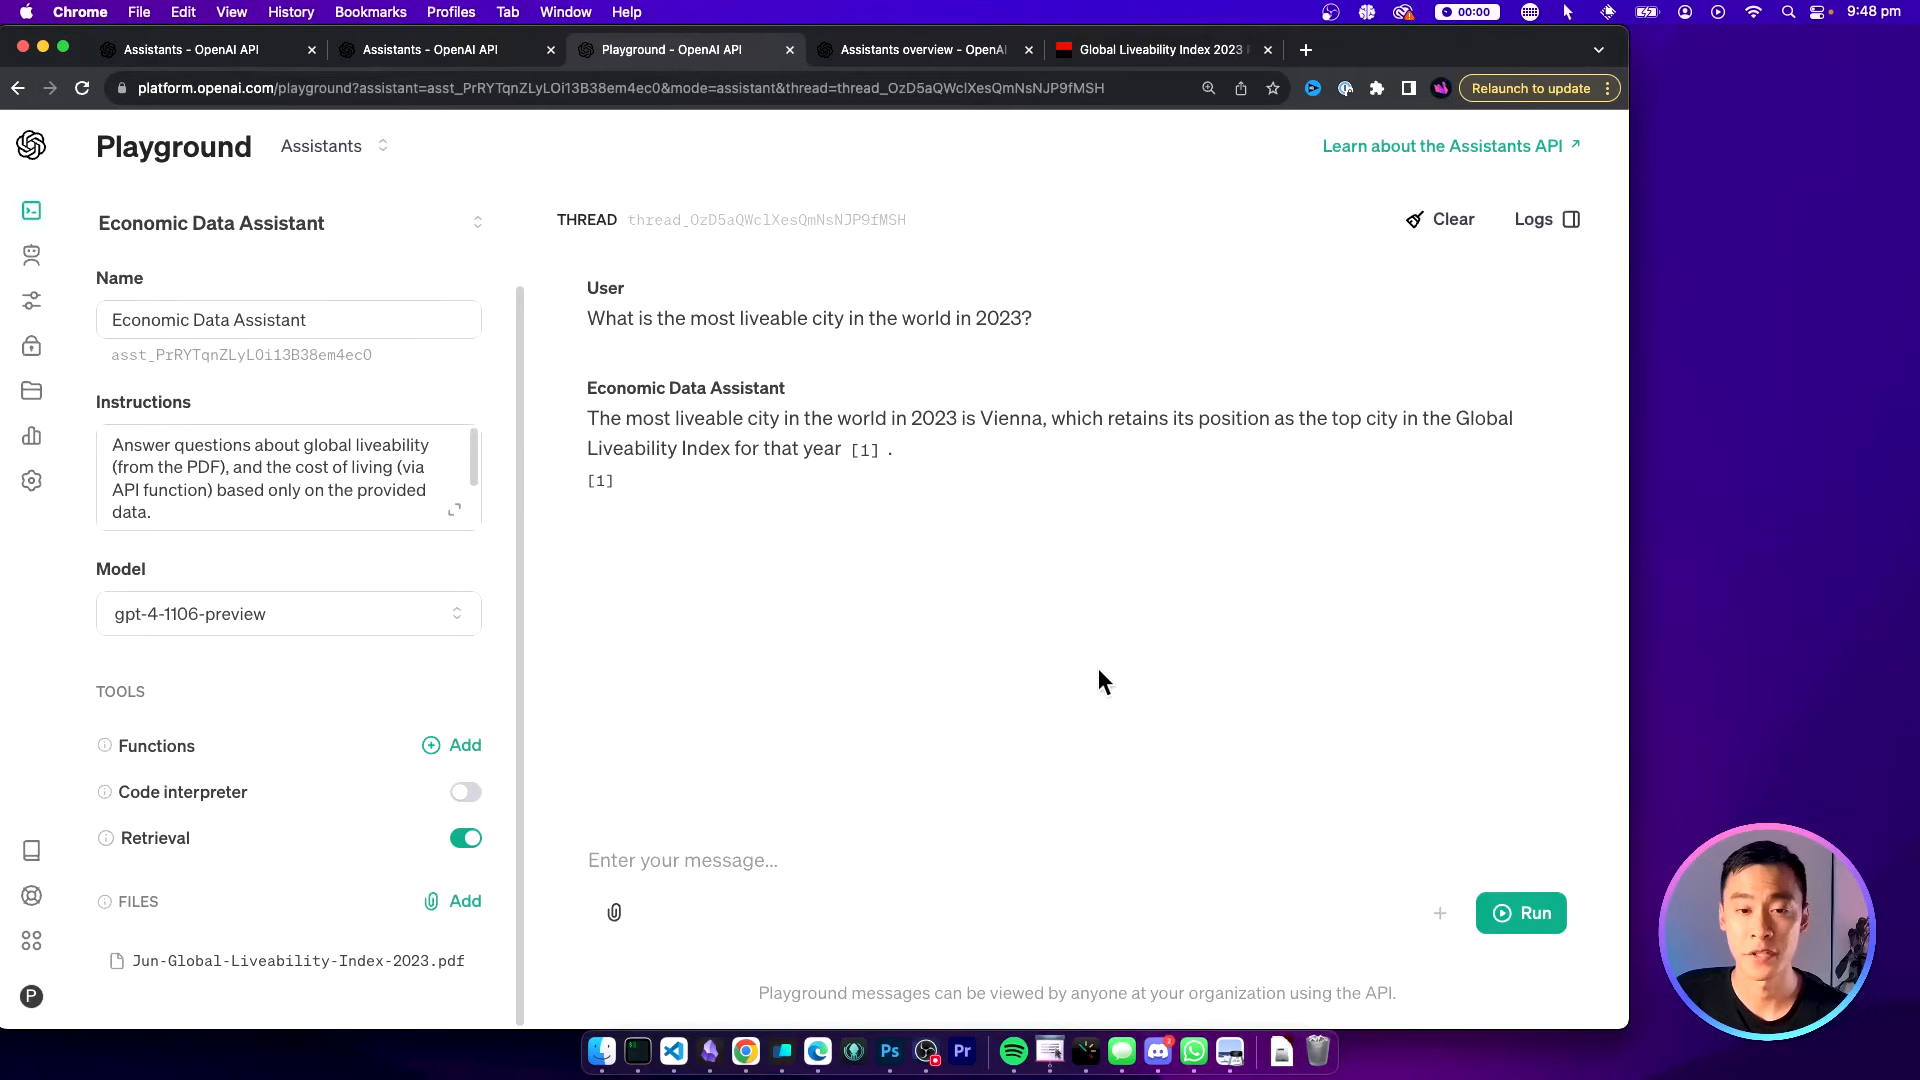 Chrome File Edit View History Bookmarks Profiles Tab Window Help 00:00 9:48 pm
Assistants - OpenAI API Assistants - OpenAI API Playground - OpenAI API Assistants overview - OpenAI Global Liveability Index 2023
platform.openai.com/playground?assistant=asst_PrRYTqnZLyLOi13B38em4ec0&mode=assistant&thread=thread_OzD5aQWclXesQmNsNJP9fMSH Relaunch to update
Playground Assistants Learn about the Assistants API
Economic Data Assistant
THREAD thread_OzD5aQWclXesQmNsNJP9fMSH Clear Logs
Name
Economic Data Assistant
asst_PrRYTqnZLyLOi13B38em4ec0
Instructions
Answer questions about global liveability
(from the PDF), and the cost of living (via
API function) based only on the provided
data.
Model
gpt-4-1106-preview
TOOLS
Functions Add
Code interpreter
Retrieval
FILES Add
Jun-Global-Liveability-Index-2023.pdf
P
User
What is the most liveable city in the world in 2023?
Economic Data Assistant
The most liveable city in the world in 2023 is Vienna, which retains its position as the top city in the Global
Liveability Index for that year [1] .
[1]
Enter your message...
Run
Playground messages can be viewed by anyone at your organization using the API.
Ps Pr 2